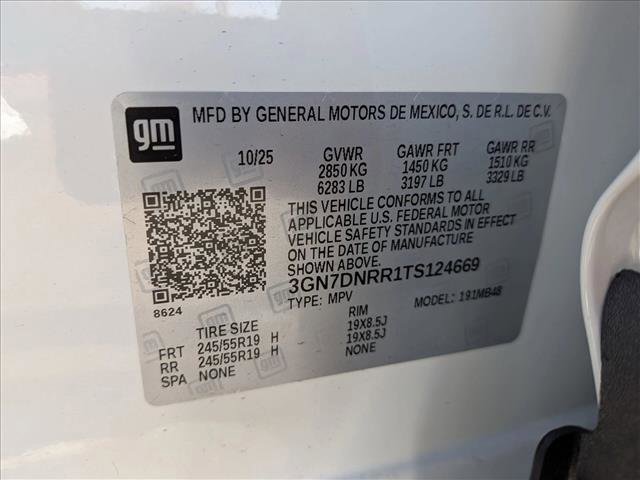 gm
MFD BY GENERAL MOTORS DE MEXICO, S. DE R.L. DE C.V.
10/25 GVWR GAWR FRT GAWR RR
2850 KG 1450 KG 1510 KG
6283 LB 3197 LB 3329 LB
THIS VEHICLE CONFORMS TO ALL
APPLICABLE U.S. FEDERAL MOTOR
VEHICLE SAFETY STANDARDS IN EFFECT
ON THE DATE OF MANUFACTURE
SHOWN ABOVE.
3GN7DNRR1TS124669
8624 TYPE: MPV MODEL: 191MB48
TIRE SIZE RIM
FRT 245/55R19 H 19X8.5J
RR 245/55R19 H 19X8.5J
SPA NONE NONE